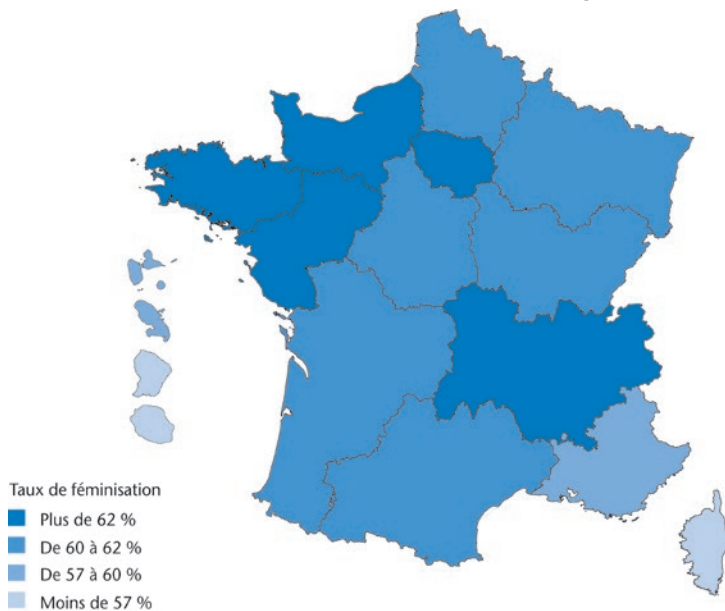 Taux de féminisation
Plus de 62 %
De 60 à 62 %
De 57 à 60 %
Moins de 57 %